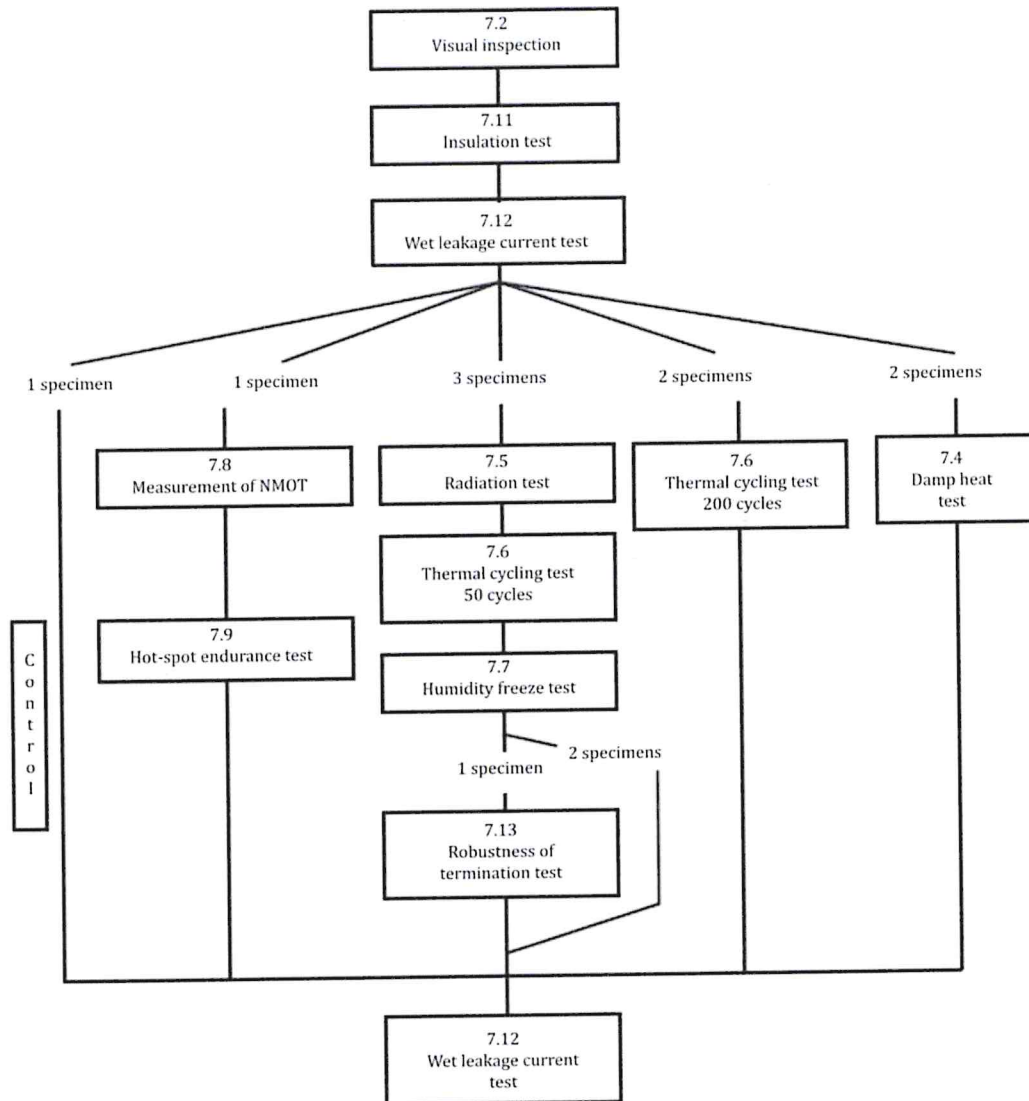 7.2
Visual inspection
7.11
Insulation test
7.12
Wet leakage current test
1 specimen
1 specimen
3 specimens
2 specimens
2 specimens
7.8
Measurement of NMOT
7.5
Radiation test
7.6
Thermal cycling test
200 cycles
7.4
Damp heat
test
7.6
Thermal cycling test
50 cycles
7.9
Hot-spot endurance test
7.7
Humidity freeze test
C
o
n
t
r
o
l
2 specimens
1 specimen
7.13
Robustness of
termination test
7.12
Wet leakage current
test